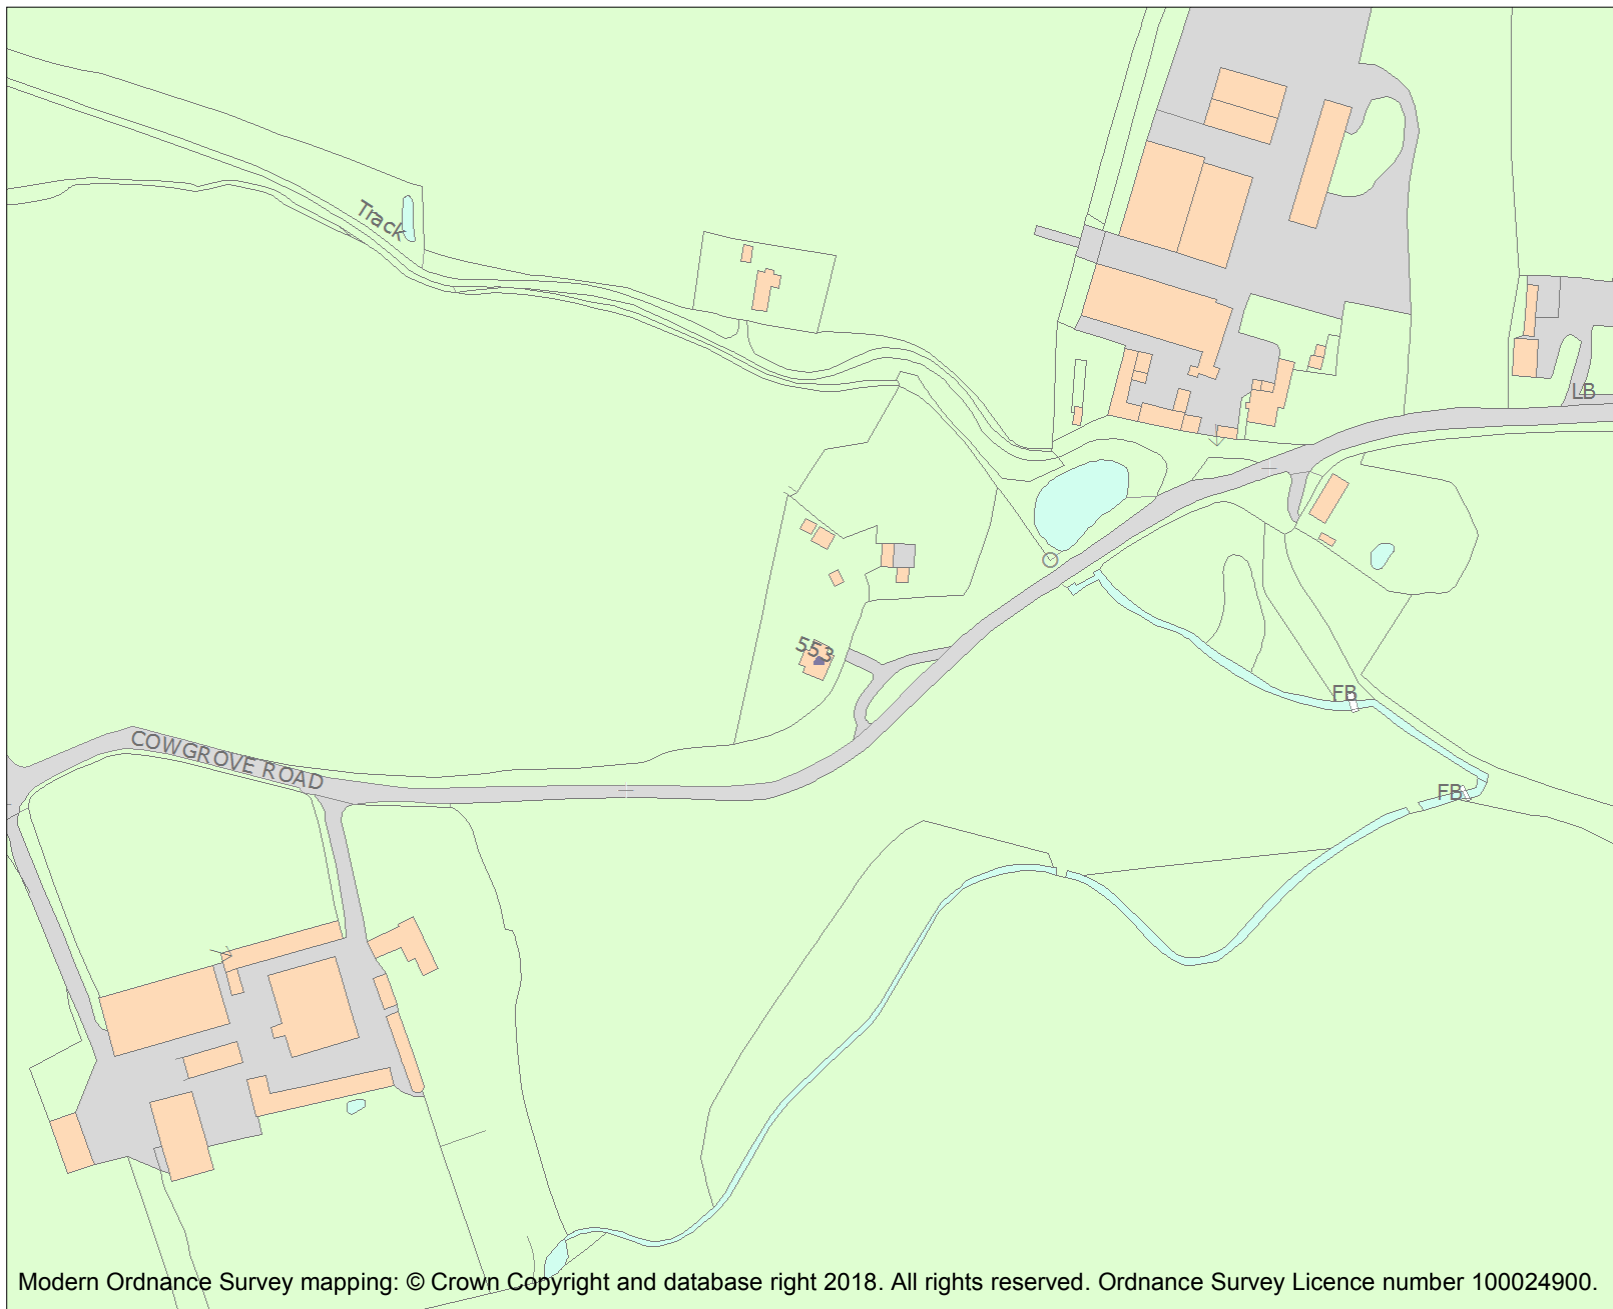 Track
LB
553
FB
COWGROVE ROAD
FB
Modern Ordnance Survey mapping: © Crown Copyright and database right 2018. All rights reserved. Ordnance Survey Licence number 100024900.